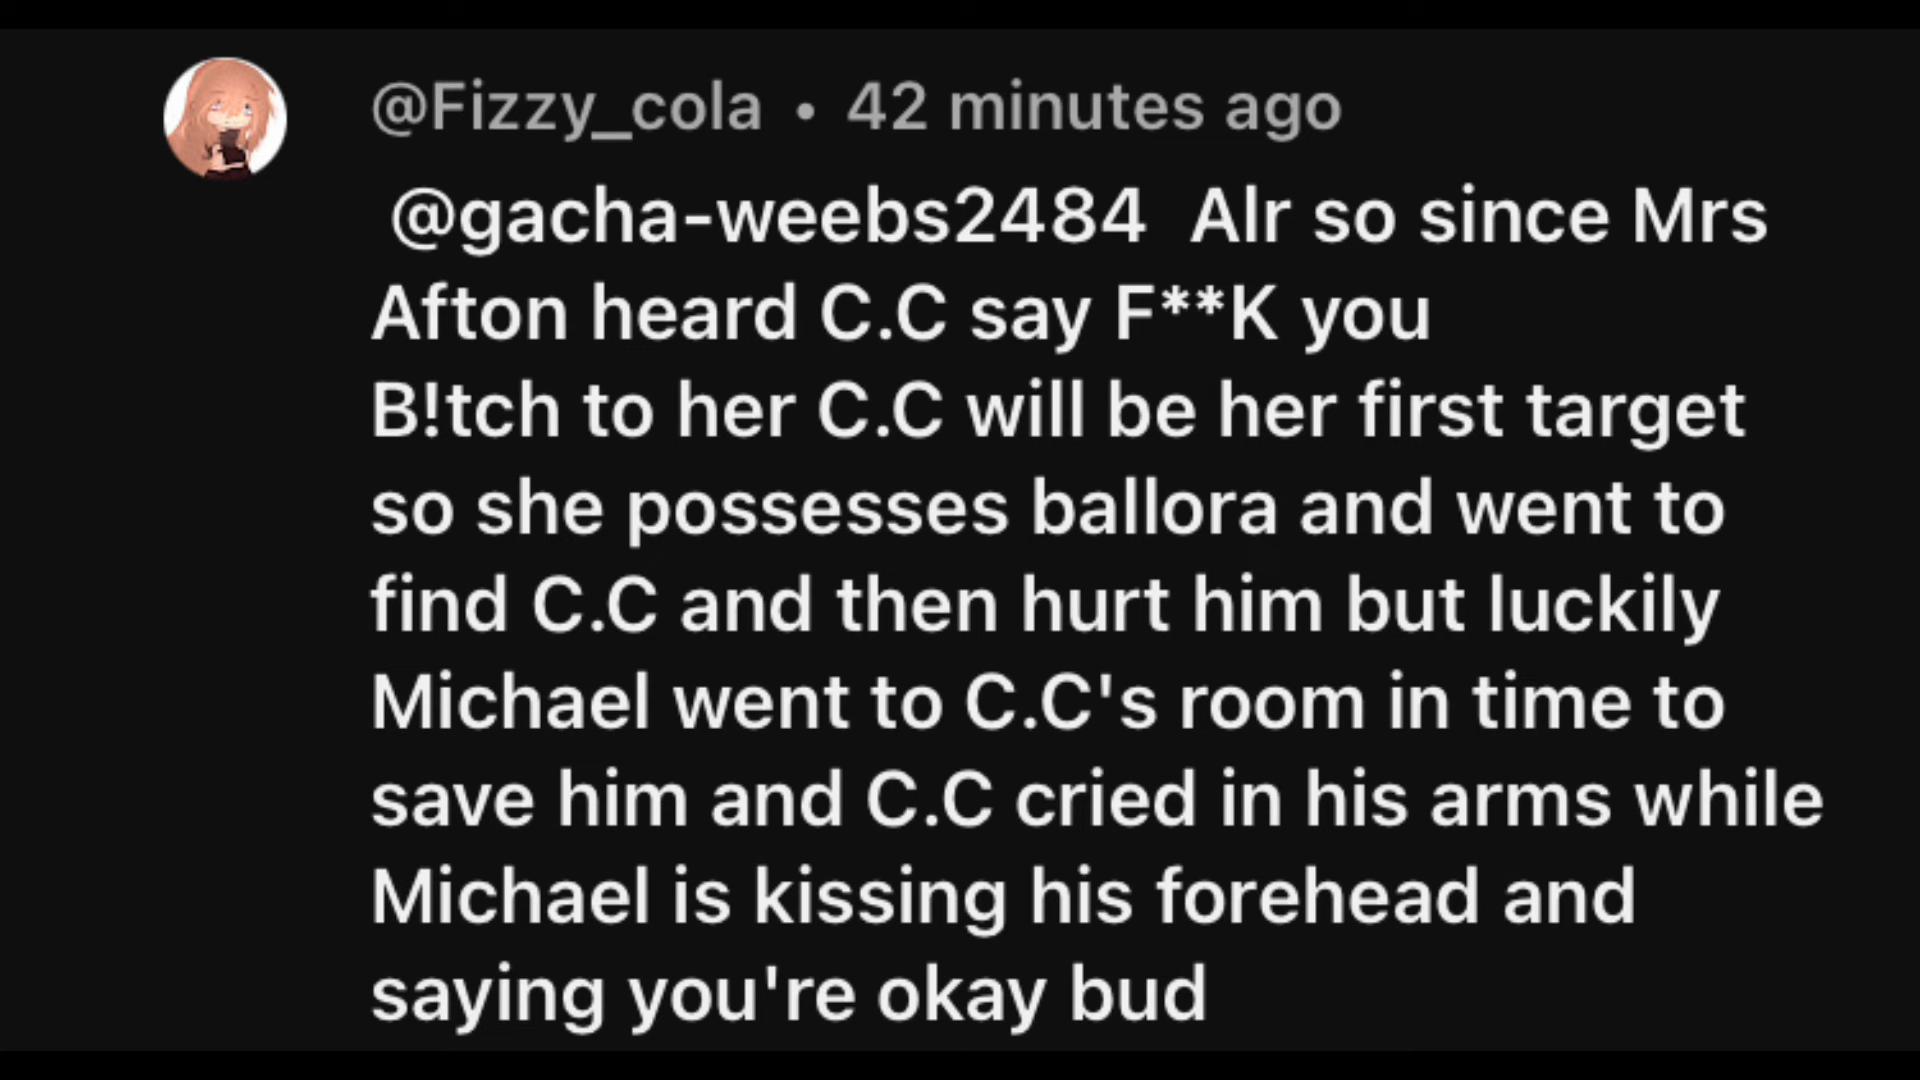 @Fizzy_cola • 42 minutes ago
@gacha-weebs2484 Alr so since Mrs
Afton heard C.C say F**K you
B!tch to her C.C will be her first target
so she possesses ballora and went to
find C.C and then hurt him but luckily
Michael went to C.C's room in time to
save him and C.C cried in his arms while
Michael is kissing his forehead and
saying you're okay bud